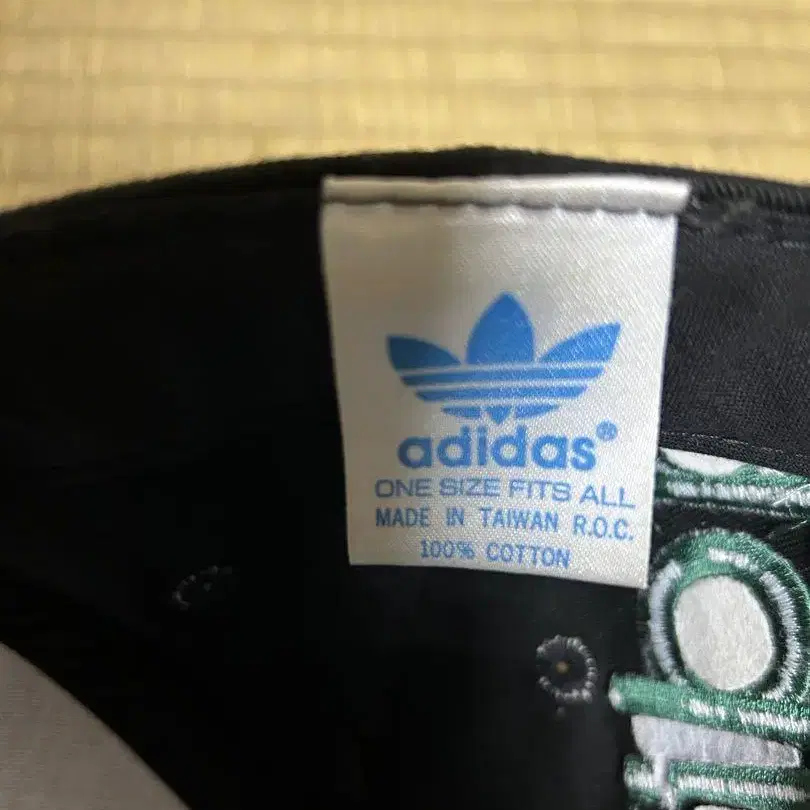 adidas®
ONE SIZE FITS ALL
MADE IN TAIWAN R.O.C.
100% COTTON